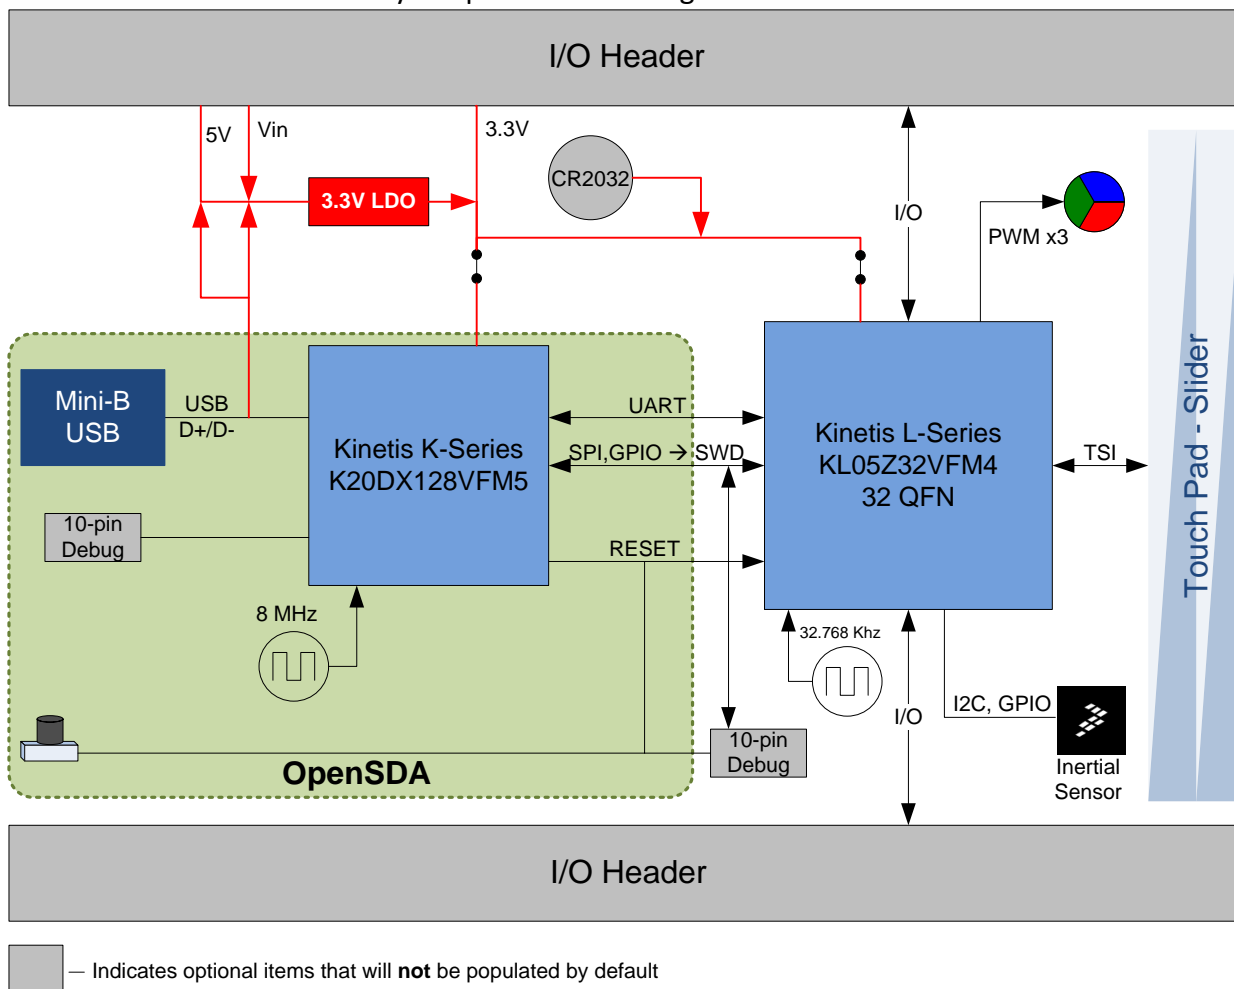 I/O Header
5V
Vin
3.3V
CR2032
3.3V LDO
I/O
PWM x3
Mini-B
USB
USB
D+/D-
Kinetis K-Series
K20DX128VFM5
UART
SPI,GPIO → SWD
RESET
Kinetis L-Series
KL05Z32VFM4
32 QFN
TSI
Touch Pad - Slider
10-pin
Debug
8 MHz
32.768 Khz
I/O
I2C, GPIO
10-pin
Debug
Inertial
Sensor
OpenSDA
I/O Header
— Indicates optional items that will not be populated by default